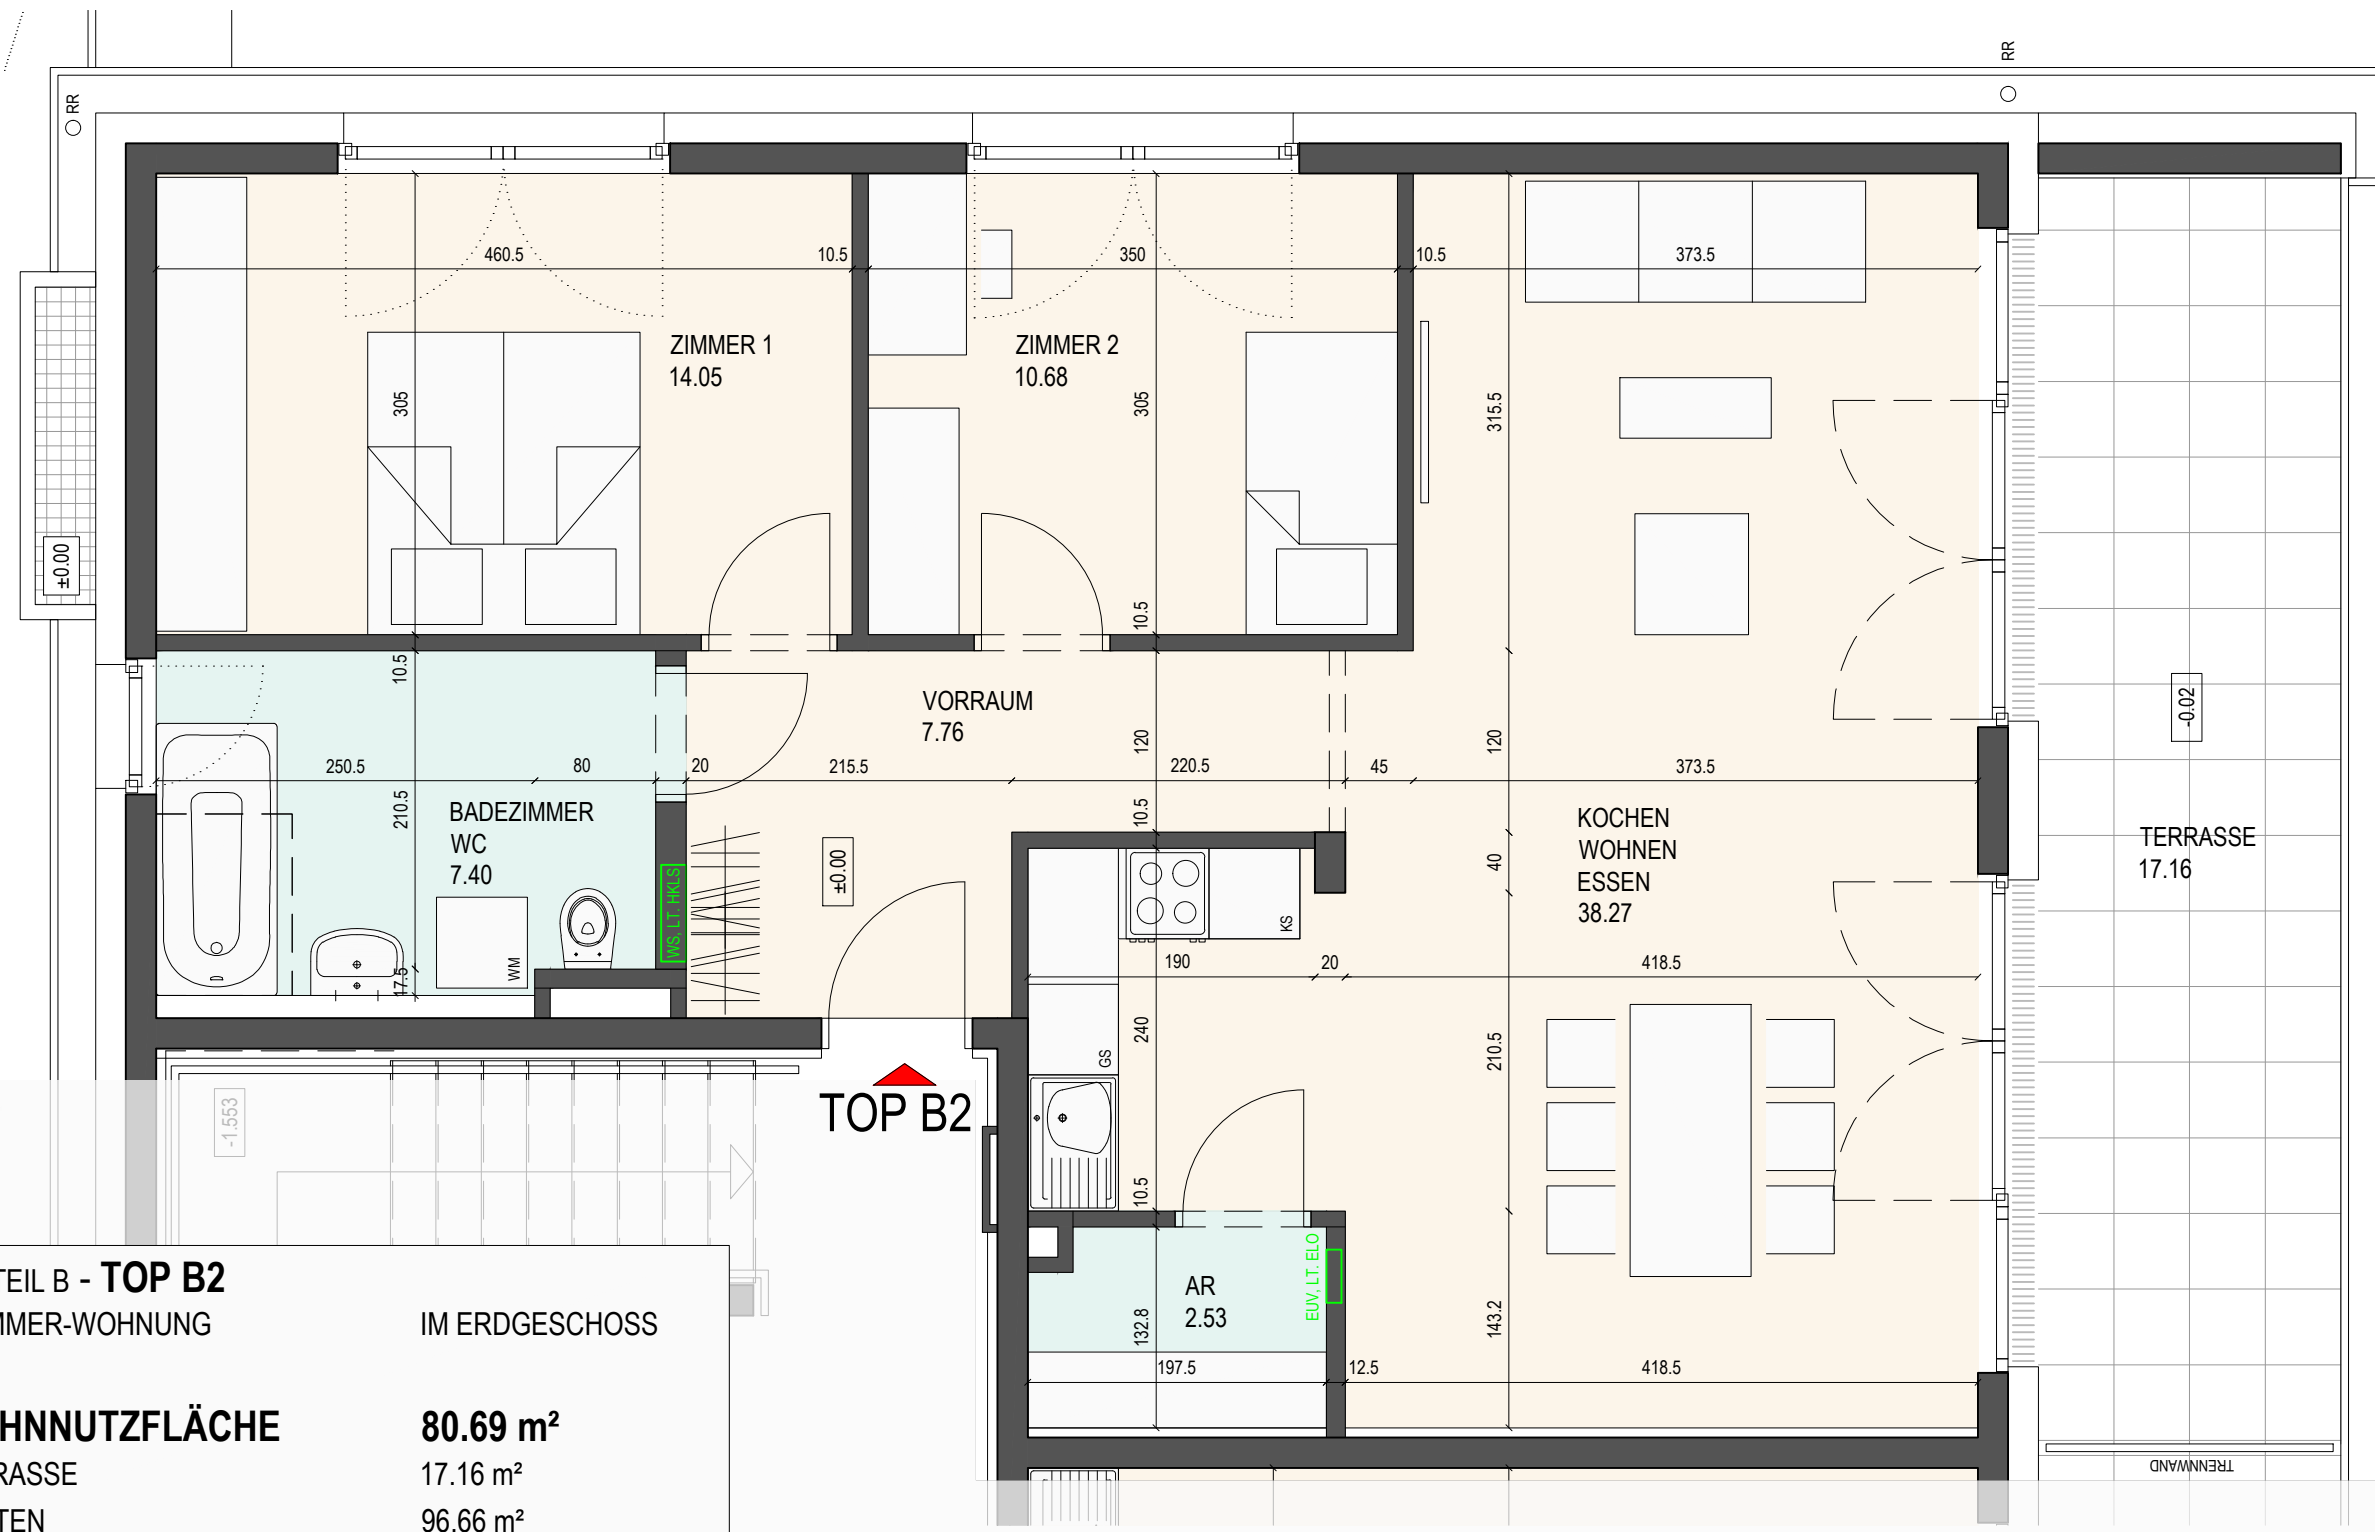 RR
RR
460.5
10.5
350
10.5
373.5
ZIMMER 1
14.05
ZIMMER 2
10.68
305
305
315.5
±0.00
10.5
10.5
VORRAUM
7.76
-0.02
120
120
250.5
80
20
215.5
220.5
45
373.5
210.5
BADEZIMMER
WC
7.40
10.5
KOCHEN
WOHNEN
ESSEN
38.27
TERRASSE
17.16
±0.00
40
WS, LT. HKLS
KS
WM
17.5
190
20
418.5
240
GS
210.5
TOP B2
-1.553
10.5
EUV, LT. ELO
AR
2.53
132.8
143.2
197.5
12.5
418.5
TEIL B - TOP B2
MMER-WOHNUNG
IM ERDGESCHOSS
HNNUTZFLÄCHE
80.69 m²
RASSE
17.16 m²
TEN
96.66 m²
TRENNWAND